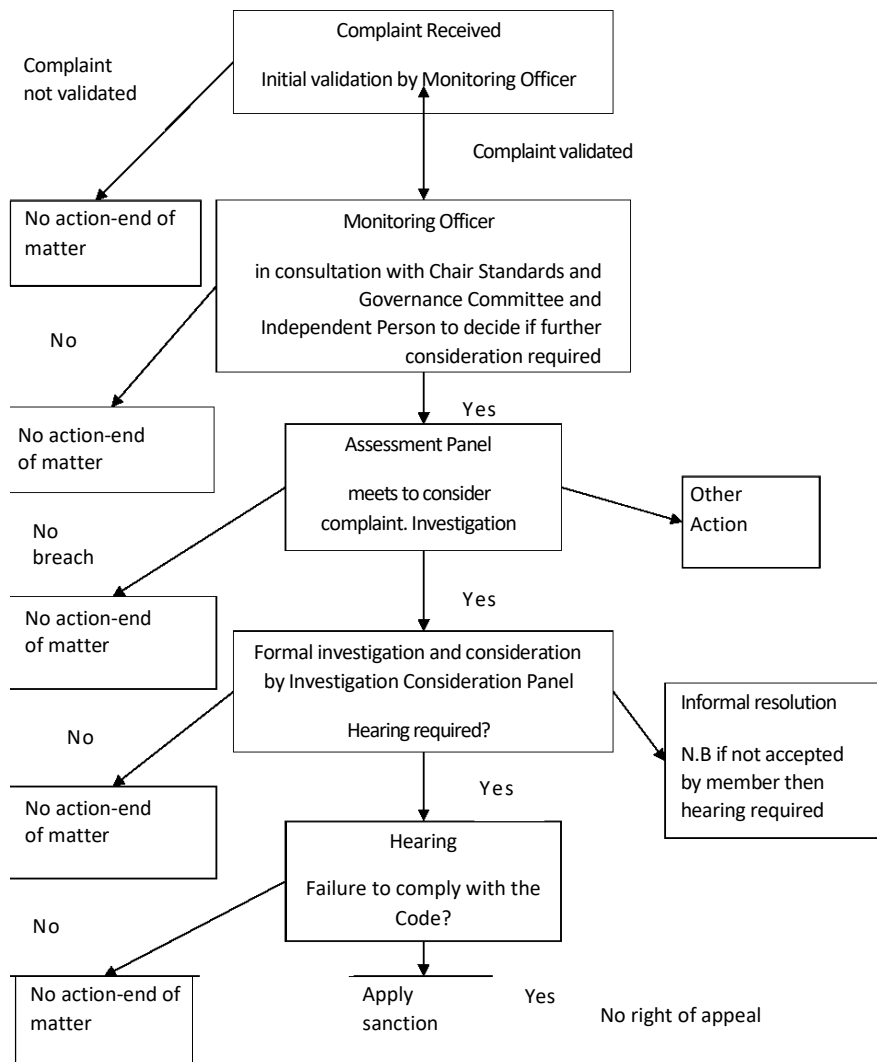 Complaint Received
Initial validation by Monitoring Officer
Complaint
not validated
Complaint validated
No action-end of
matter
Monitoring Officer
in consultation with Chair Standards and
Governance Committee and
Independent Person to decide if further
consideration required
No
Yes
No action-end
of matter
Assessment Panel
meets to consider
complaint. Investigation
Other
Action
No
breach
Yes
No action-end
of matter
Formal investigation and consideration
by Investigation Consideration Panel
Hearing required?
Informal resolution
N.B if not accepted
by member then
hearing required
No
Yes
No action-end
of matter
Hearing
Failure to comply with the
Code?
No
No action-end of
matter
Apply
sanction
Yes
No right of appeal